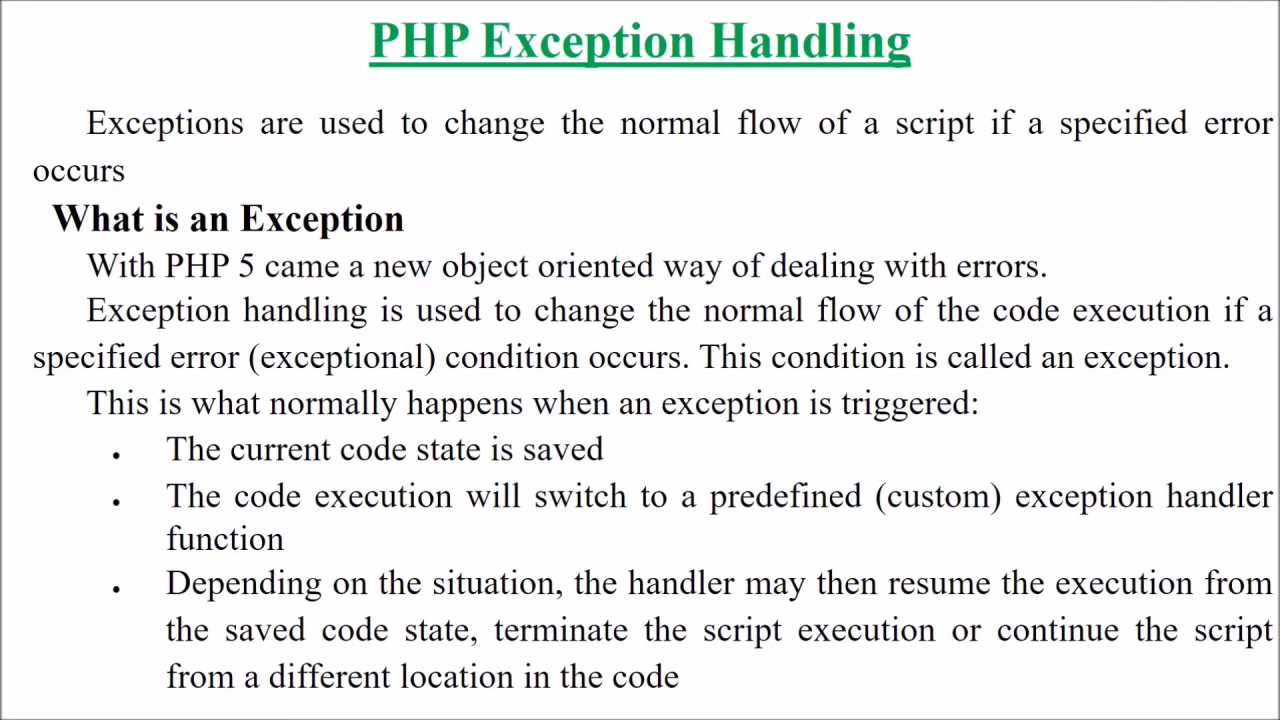 PHP Exception Handling
Exceptions are used to change the normal flow of a script if a specified error
occurs
What is an Exception
With PHP 5 came a new object oriented way of dealing with errors.
Exception handling is used to change the normal flow of the code execution if a
specified error (exceptional) condition occurs. This condition is called an exception.
This is what normally happens when an exception is triggered:
• The current code state is saved
• The code execution will switch to a predefined (custom) exception handler
function
• Depending on the situation, the handler may then resume the execution from
the saved code state, terminate the script execution or continue the script
from a different location in the code